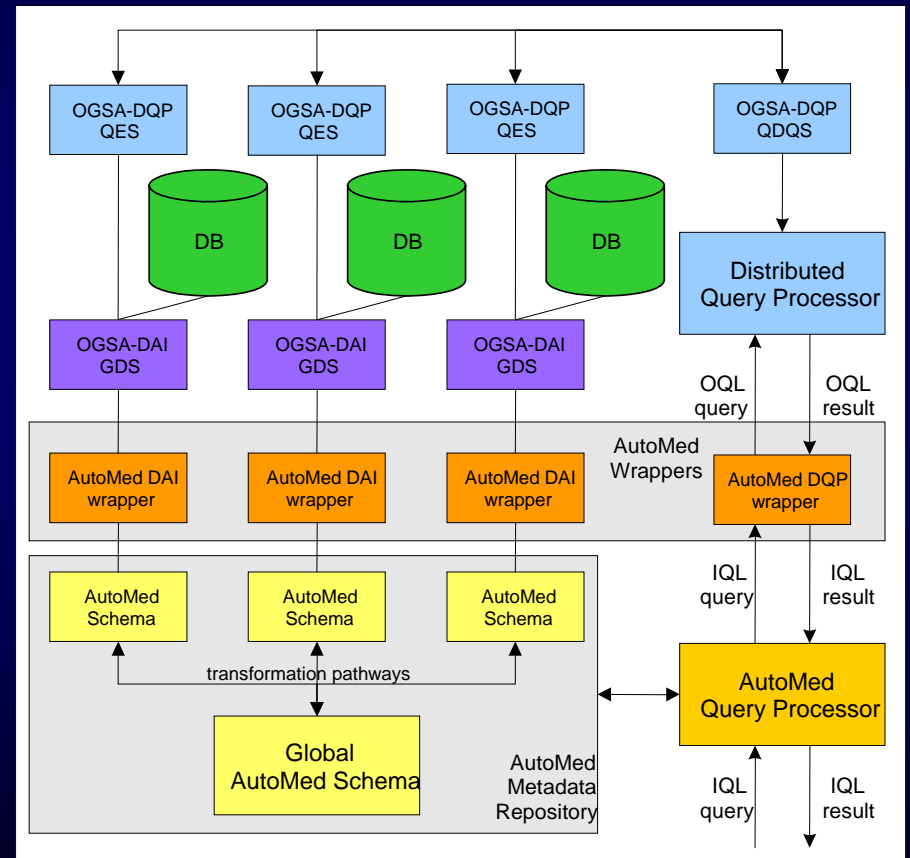 OGSA-DQP
QES
OGSA-DQP
QES
OGSA-DQP
QES
OGSA-DQP
QDQS
DB
DB
DB
Distributed
Query Processor
OGSA-DAI
GDS
OGSA-DAI
GDS
OGSA-DAI
GDS
OQL
query
OQL
result
AutoMed
Wrappers
AutoMed DAI
wrapper
AutoMed DAI
wrapper
AutoMed DAI
wrapper
AutoMed DQP
wrapper
IQL
query
IQL
result
AutoMed
Schema
AutoMed
Schema
AutoMed
Schema
transformation pathways
AutoMed
Query Processor
Global
AutoMed Schema
AutoMed
Metadata
Repository
IQL
query
IQL
result